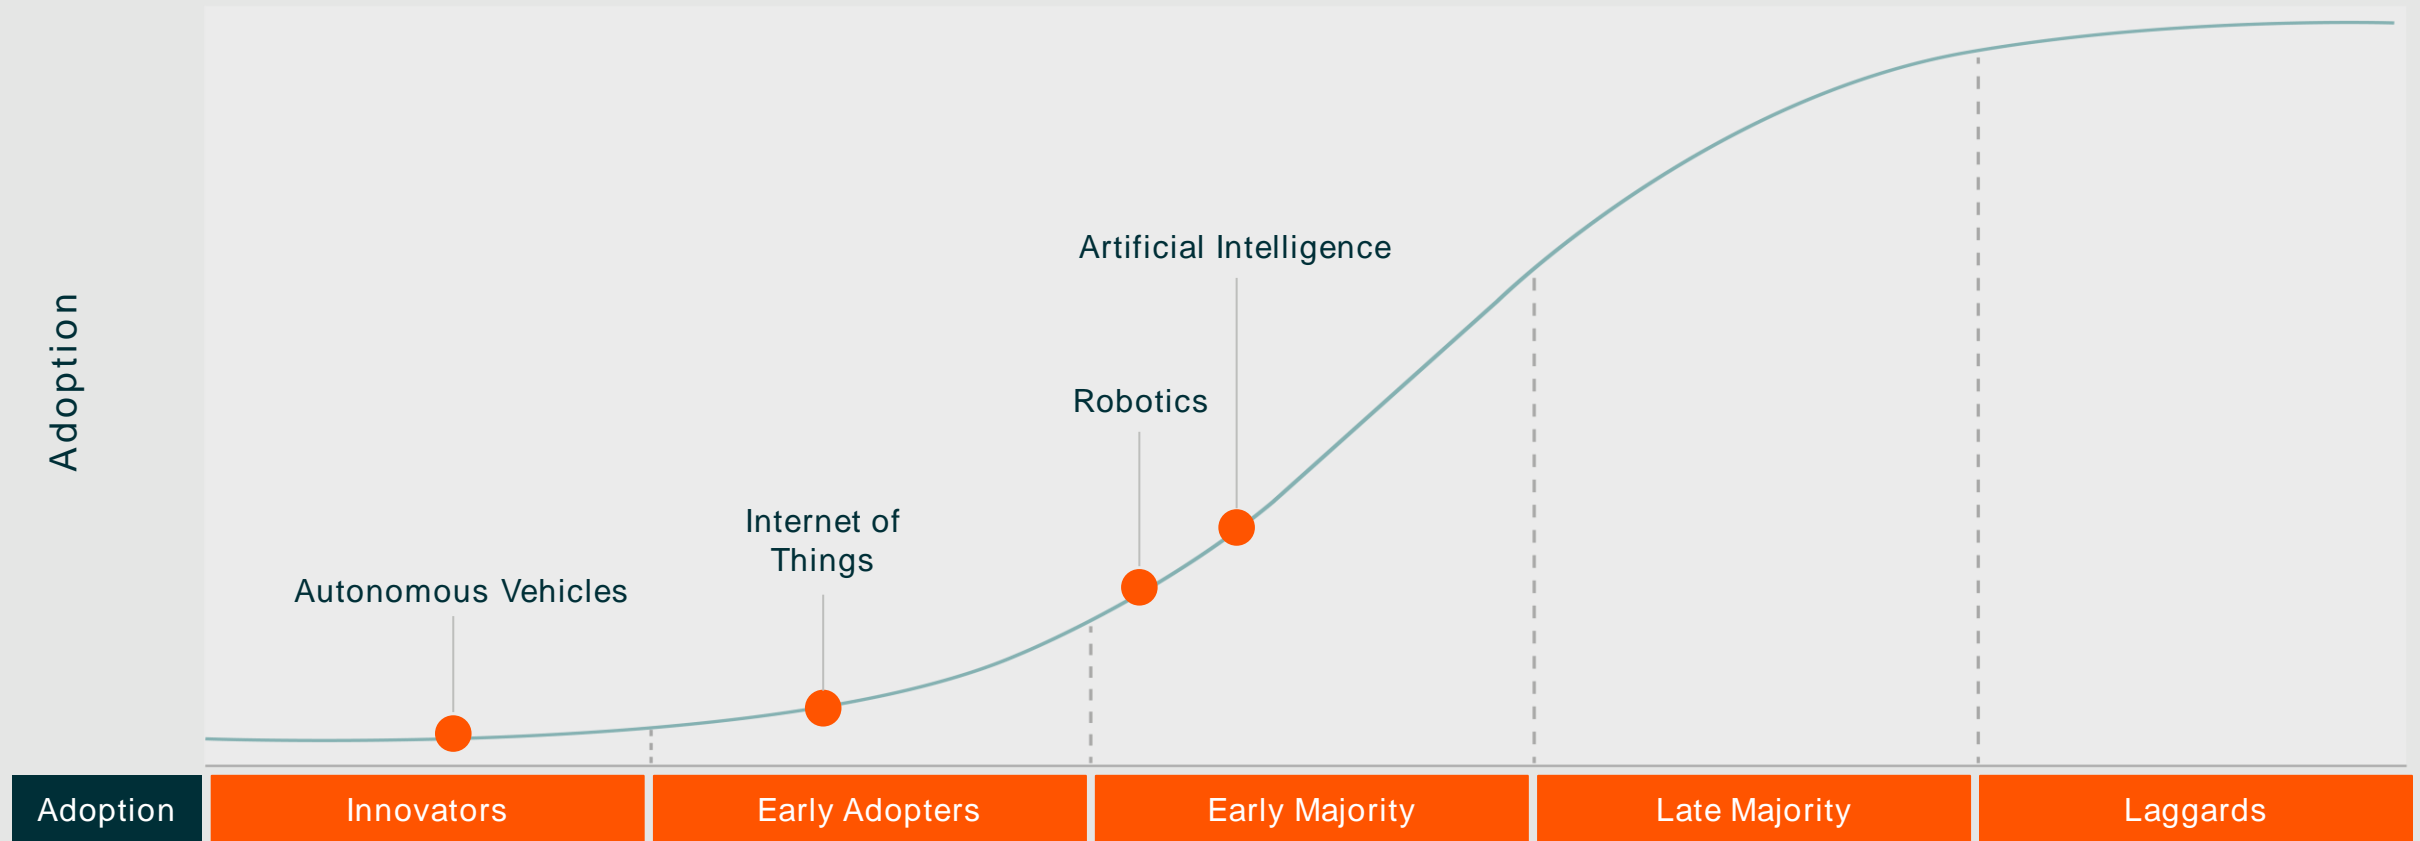 Adoption
Artificial Intelligence
Robotics
Internet of
Things
Autonomous Vehicles
Adoption
Innovators
Early Adopters
Early Majority
Late Majority
Laggards